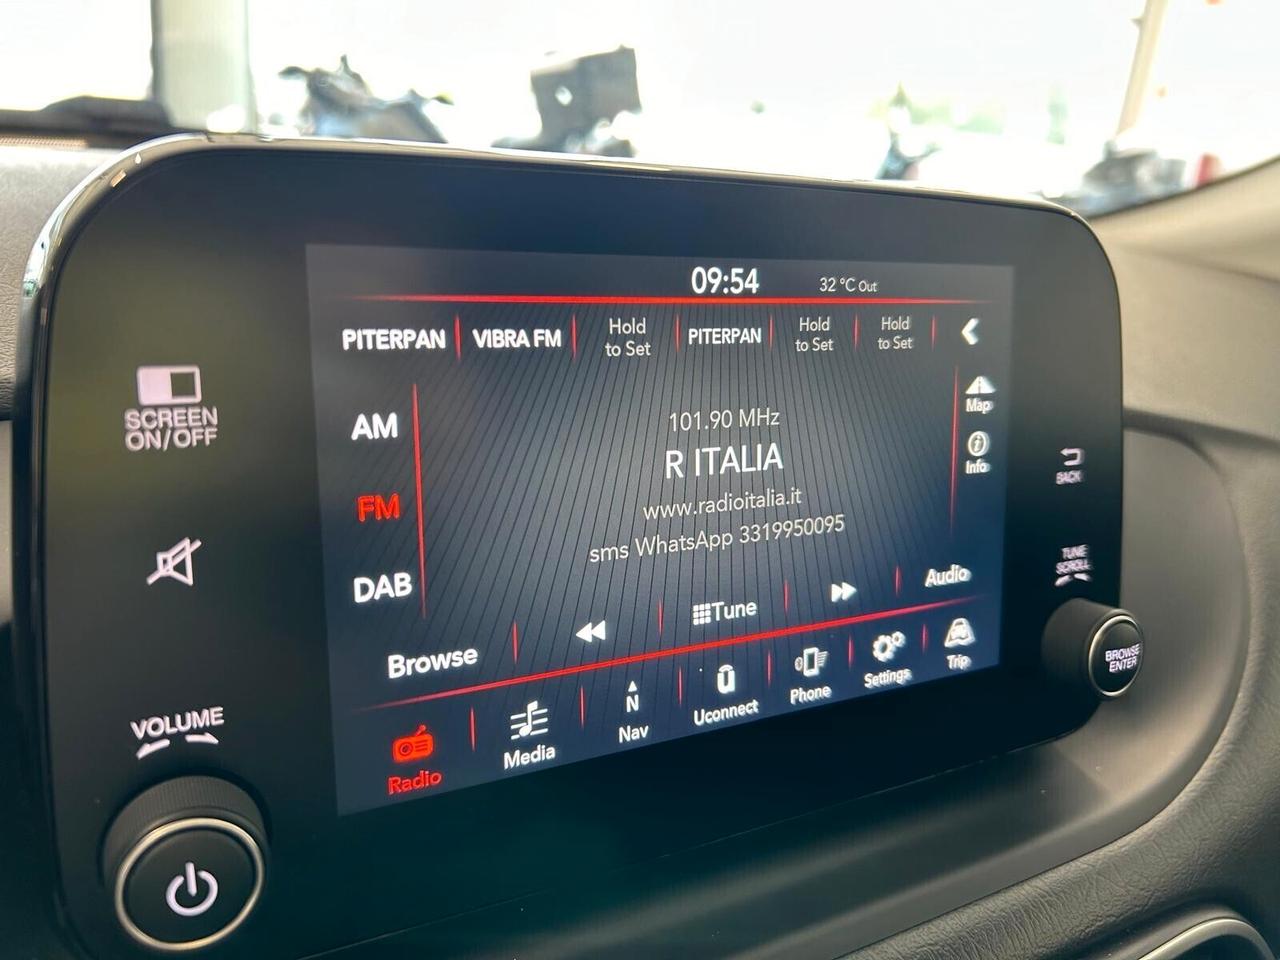 09:54 32 °C Out
PITERPAN VIBRA FM Hold to Set PITERPAN Hold to Set Hold to Set
SCREEN
ON/OFF
AM
FM
DAB
101.90 MHz
R ITALIA
www.radioitalia.it
sms WhatsApp 3319950095
Map
Info
BACK
TUNE
SCROLL
Browse Tune Audio
Radio Media N Nav Uconnect Phone Settings Trip
VOLUME
BROWSE
ENTER